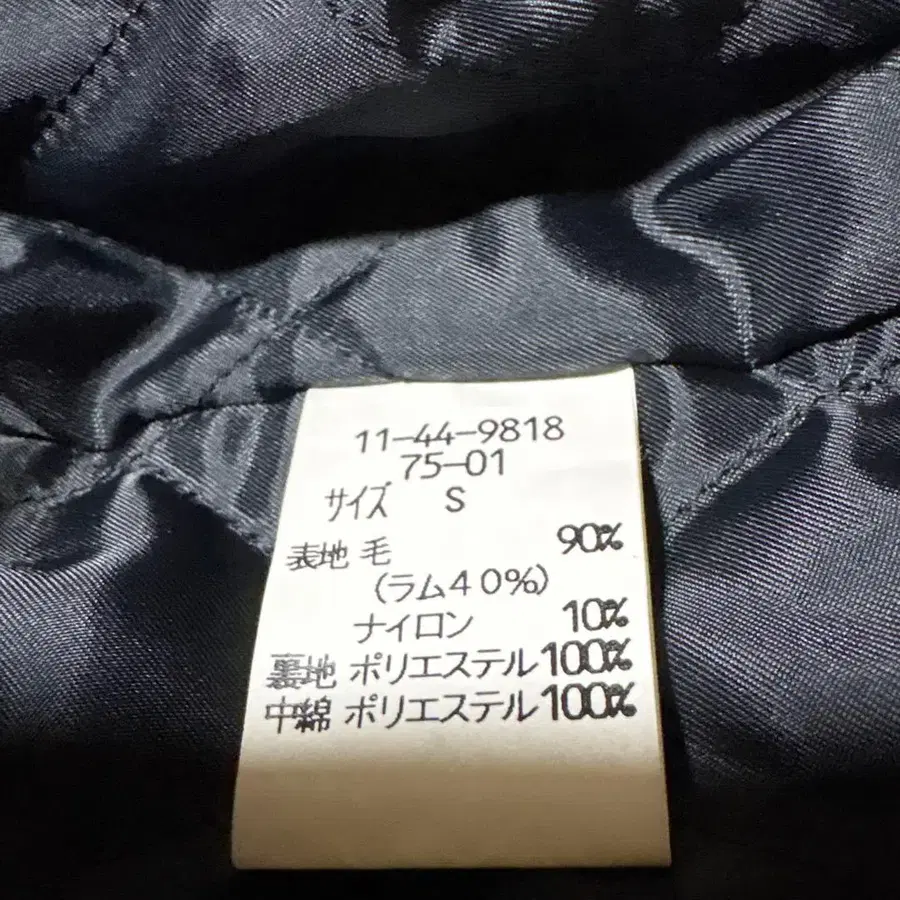 11-44-9818
75-01
サイズ S
表地 毛 90%
(ラム40%)
ナイロン 10%
裏地 ポリエステル100%
中綿 ポリエステル100%